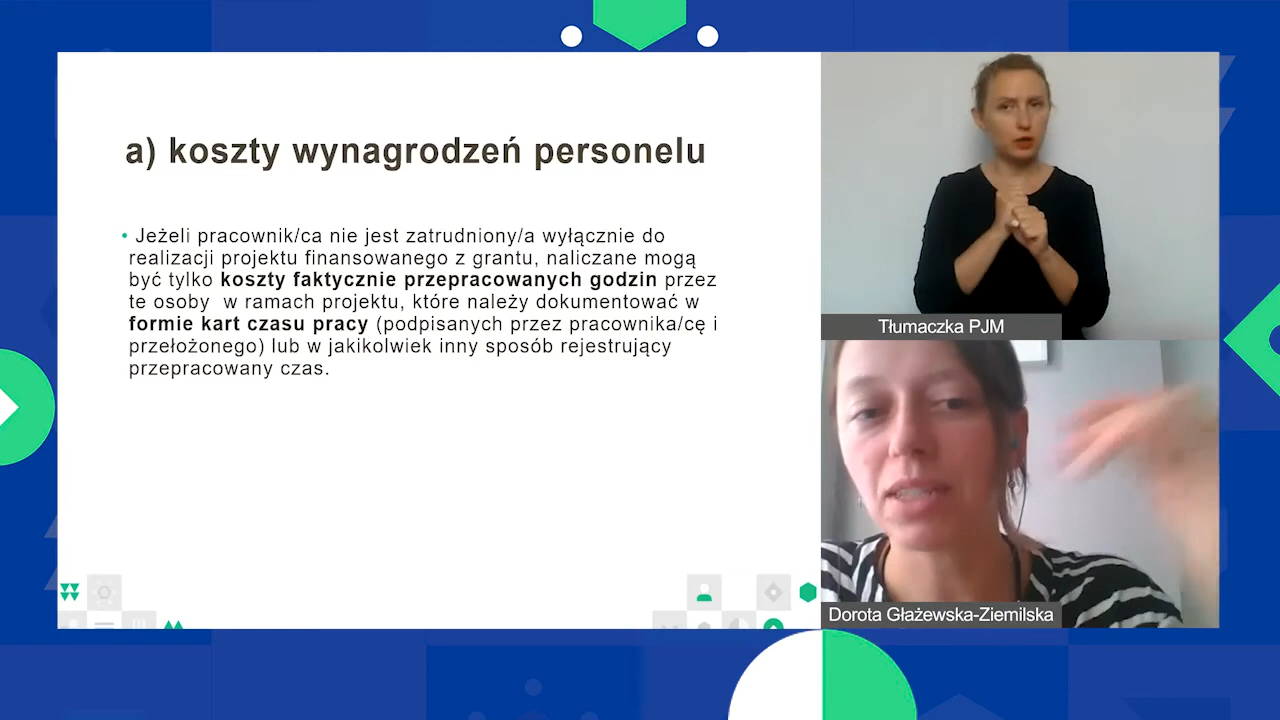 a) koszty wynagrodzeń personelu
• Jeżeli pracownik/ca nie jest zatrudniony/a wyłącznie do
realizacji projektu finansowanego z grantu, naliczane mogą
być tylko koszty faktycznie przepracowanych godzin przez
te osoby w ramach projektu, które należy dokumentować w
formie kart czasu pracy (podpisanych przez pracownika/cę i
przełożonego) lub w jakikolwiek inny sposób rejestrujący
przepracowany czas.
Tłumaczka PJM
Dorota Głażewska-Ziemilska